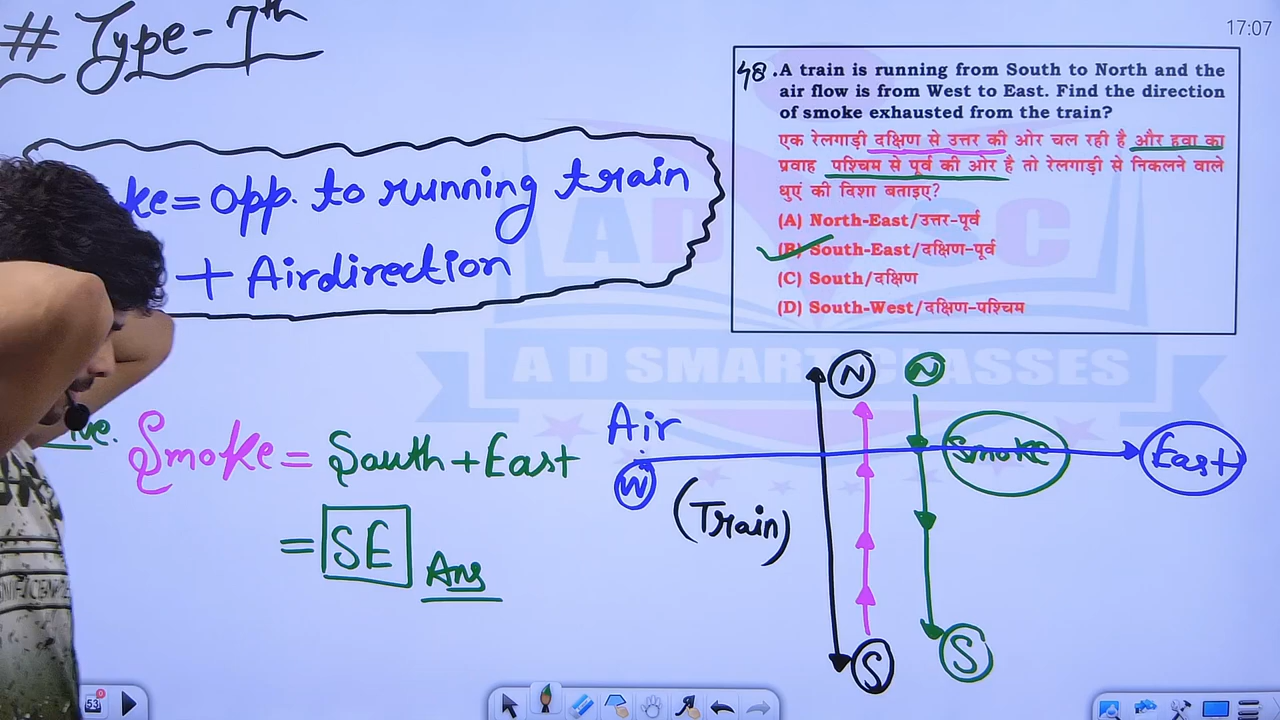 # Type-7th
17:07
48. A train is running from South to North and the
air flow is from West to East. Find the direction
of smoke exhausted from the train?
एक रेलगाड़ी दक्षिण से उत्तर की ओर चल रही है और हवा का
प्रवाह पश्चिम से पूर्व की ओर है तो रेलगाड़ी से निकलने वाले
धुएं की दिशा बताइए?
(A) North-East/उत्तर-पूर्व
(B) South-East/दक्षिण-पूर्व
(C) South/दक्षिण
(D) South-West/दक्षिण-पश्चिम
ke = opp. to running train
+ Airdirection
A D SMART CLASSES
Smoke = South + East
= SE Ans
Air
W
(Train)
N
N
Smoke
East
S
S
53